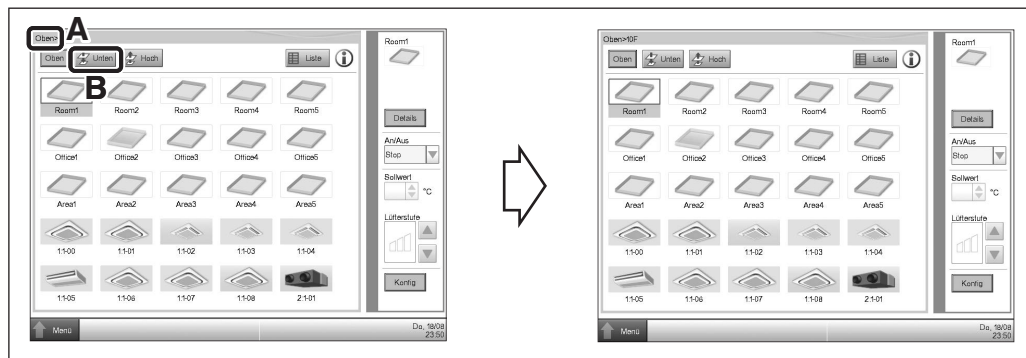 A
Oben>
Oben Unten Hoch Liste
B
Room1 Room2 Room3 Room4 Room5
Office1 Office2 Office3 Office4 Office5
Area1 Area2 Area3 Area4 Area5
1:1-00 1:1-01 1:1-02 1:1-03 1:1-04
1:1-05 1:1-06 1:1-07 1:1-08 2:1-01
Room1
Details
An/Aus
Stop
Sollwert
°C
Lüfterstufe
Konfig
Menü
Do, 18/08
23:50
Oben>10F
Oben Unten Hoch Liste
Room1 Room2 Room3 Room4 Room5
Office1 Office2 Office3 Office4 Office5
Area1 Area2 Area3 Area4 Area5
1:1-00 1:1-01 1:1-02 1:1-03 1:1-04
1:1-05 1:1-06 1:1-07 1:1-08 2:1-01
Room1
Details
An/Aus
Stop
Sollwert
°C
Lüfterstufe
Konfig
Menü
Do, 18/08
23:50